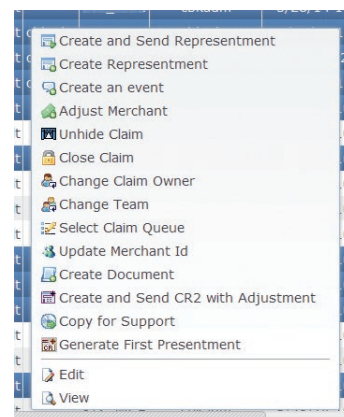 Create and Send Representment
Create Representment
Create an event
Adjust Merchant
Unhide Claim
Close Claim
Change Claim Owner
Change Team
Select Claim Queue
Update Merchant Id
Create Document
Create and Send CR2 with Adjustment
Copy for Support
Generate First Presentment
Edit
View